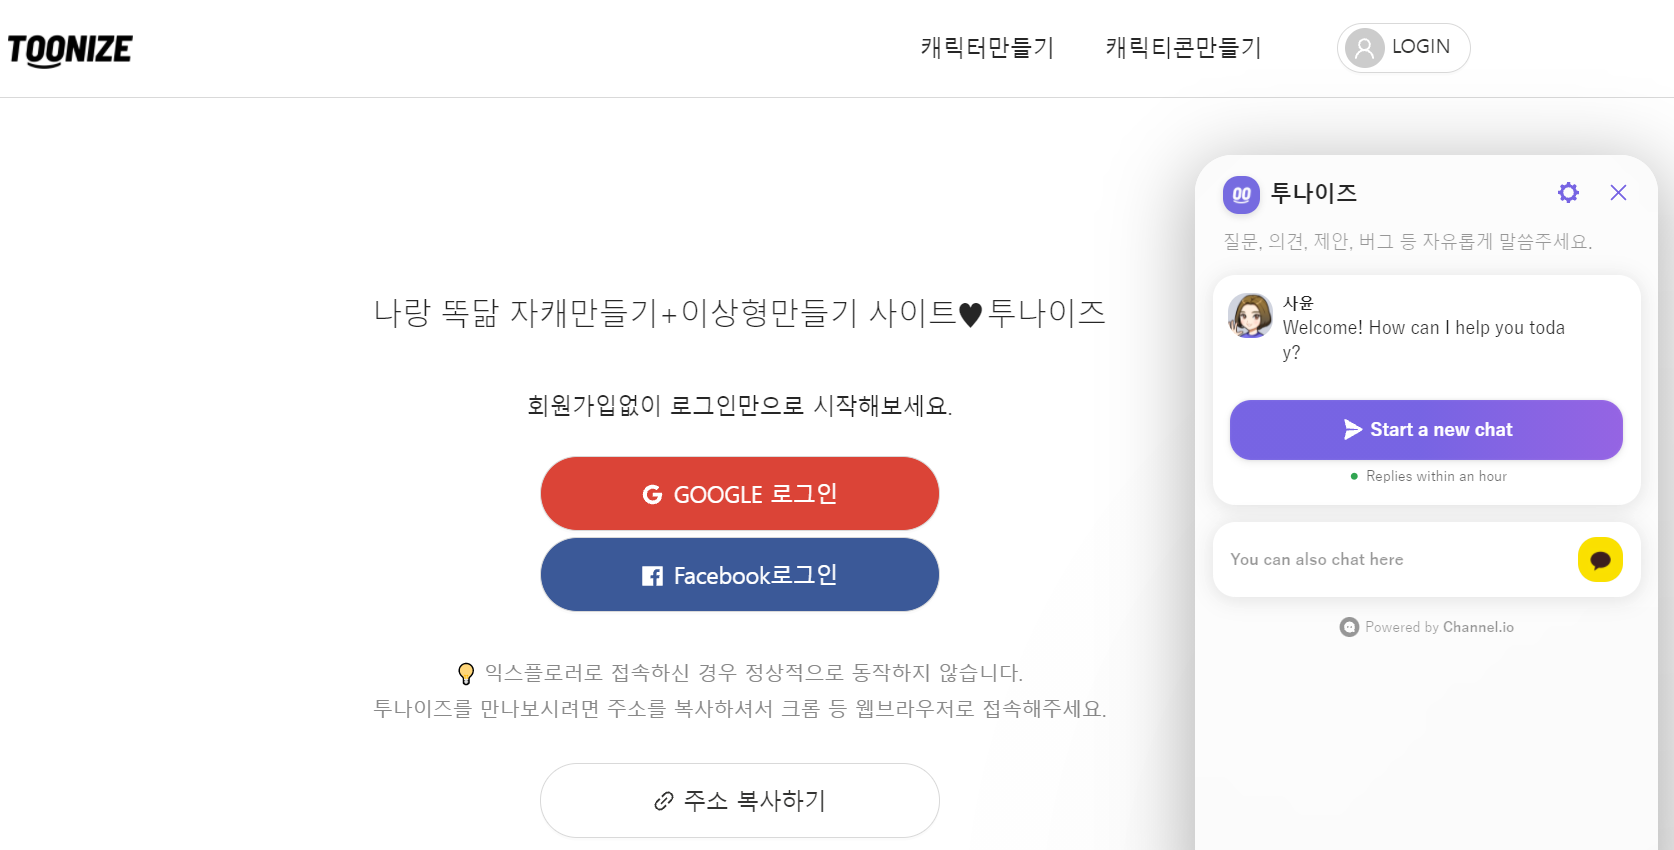 TOONIZE
캐릭터만들기
캐릭티콘만들기
LOGIN
나랑 똑닮 자캐만들기+이상형만들기 사이트♥투나이즈
회원가입없이 로그인만으로 시작해보세요.
G GOOGLE 로그인
Facebook로그인
💡 익스플로러로 접속하신 경우 정상적으로 동작하지 않습니다.
투나이즈를 만나보시려면 주소를 복사하셔서 크롬 등 웹브라우저로 접속해주세요.
주소 복사하기
투나이즈
질문, 의견, 제안, 버그 등 자유롭게 말씀주세요.
사윤
Welcome! How can I help you toda
y?
Start a new chat
Replies within an hour
You can also chat here
Powered by Channel.io